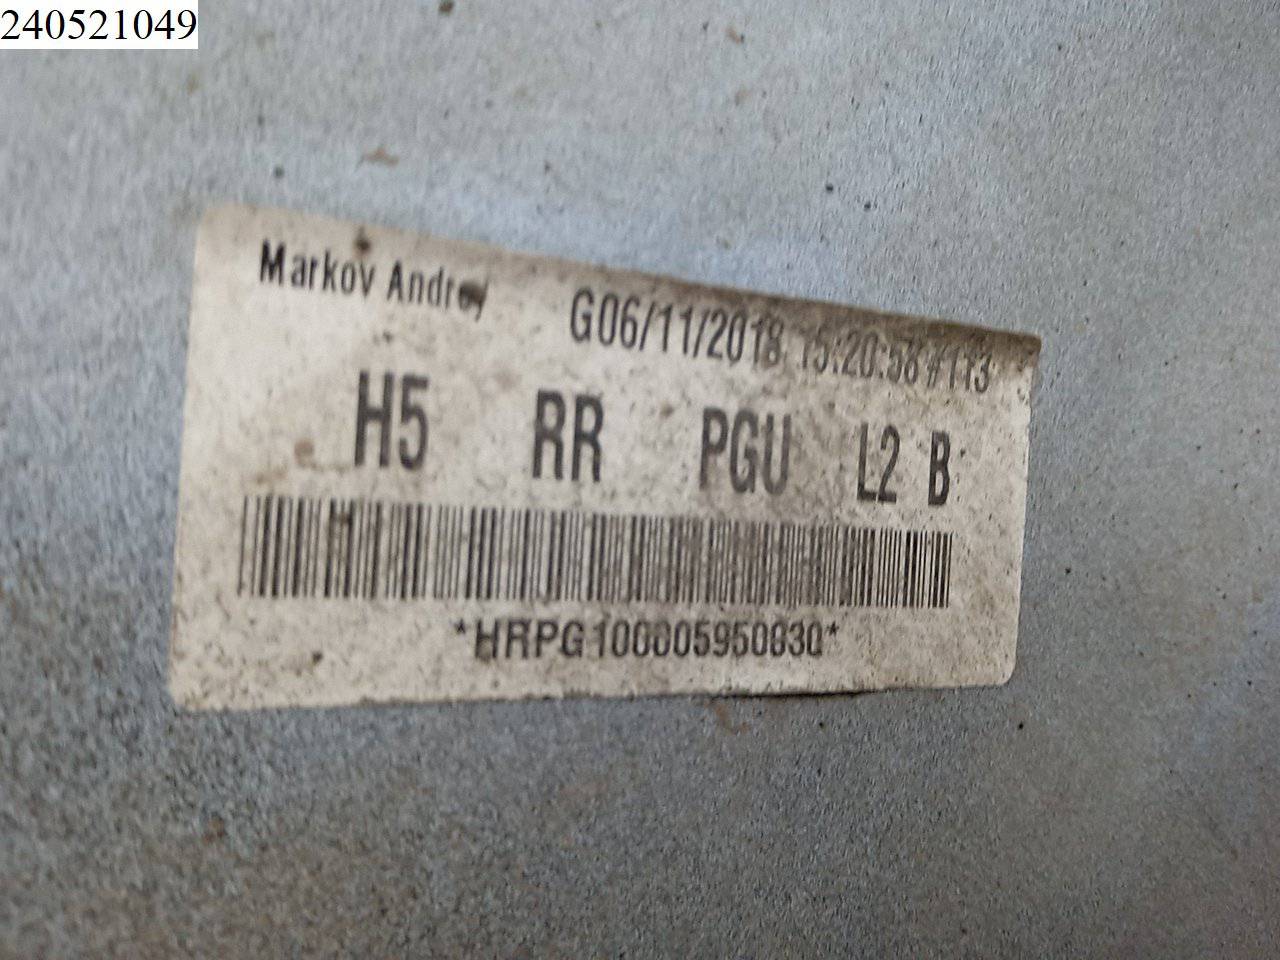 240521049
Markov Andrey
G06/11/2018 15:20:58 #113
H5 RR PGU L2 B
*HRPG100005950830*